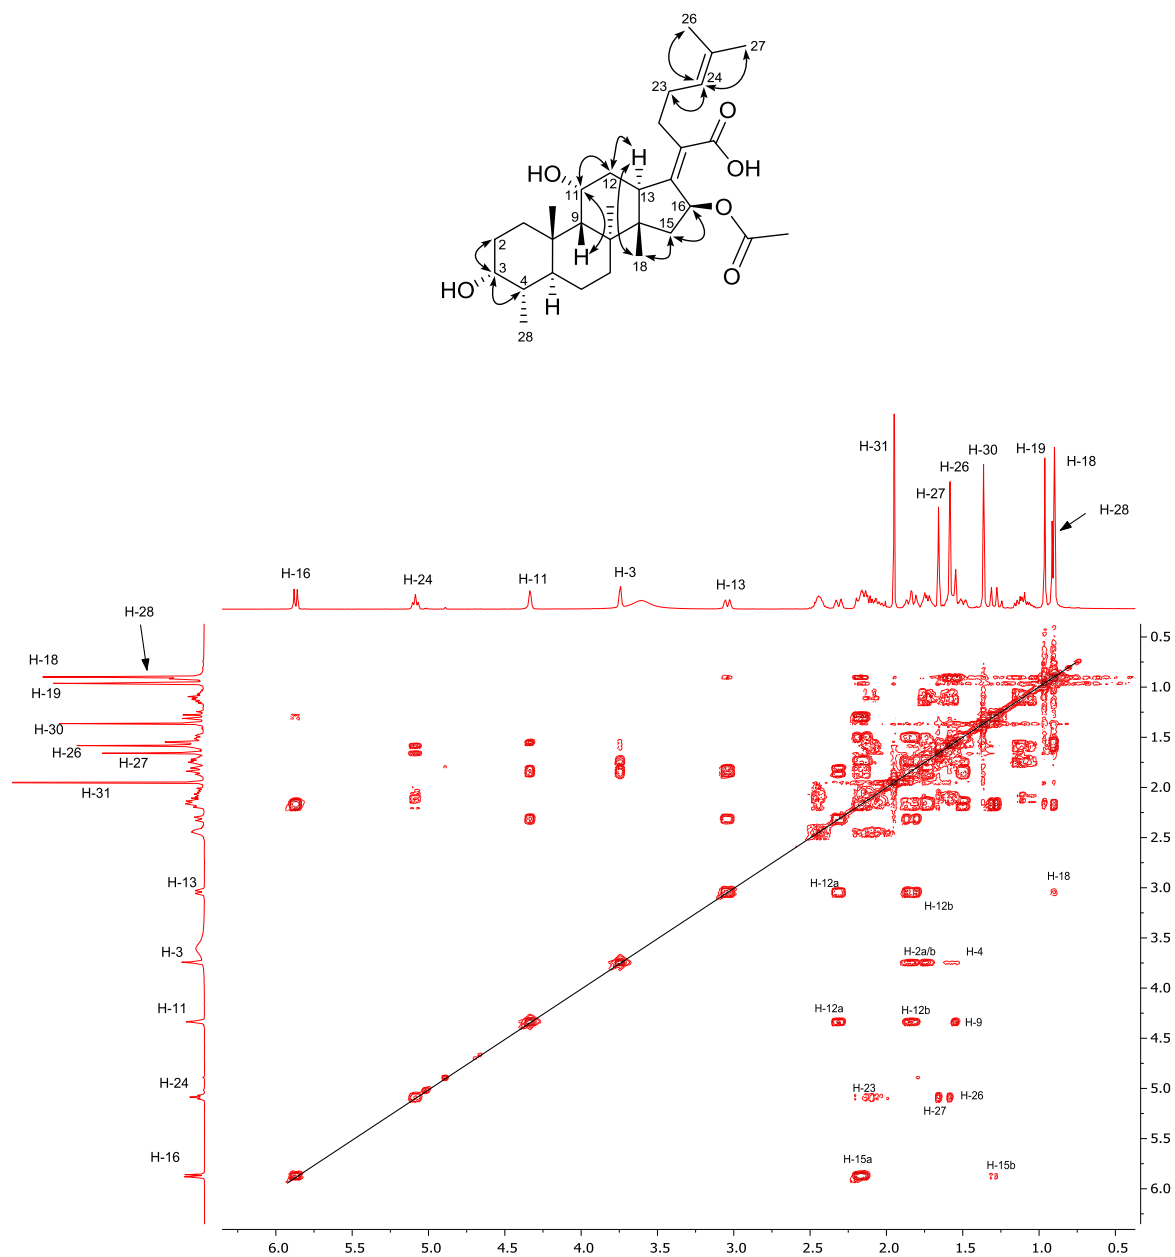 26
27
24
23
O
OH
H
12
HO
11
13
16
O
9
15
H
18
O
2
3
4
HO
H
28
H-31
H-30
H-19
H-26
H-18
H-27
H-28
H-16
H-24
H-11
H-3
H-13
H-28
H-18
H-19
H-30
H-26
H-27
H-31
H-13
H-3
H-11
H-24
H-16
H-12a
H-18
H-12b
H-2a/b
H-4
H-12a
H-12b
H-9
H-23
H-26
H-27
H-15a
H-15b
0.5
1.0
1.5
2.0
2.5
3.0
3.5
4.0
4.5
5.0
5.5
6.0
6.0 5.5 5.0 4.5 4.0 3.5 3.0 2.5 2.0 1.5 1.0 0.5